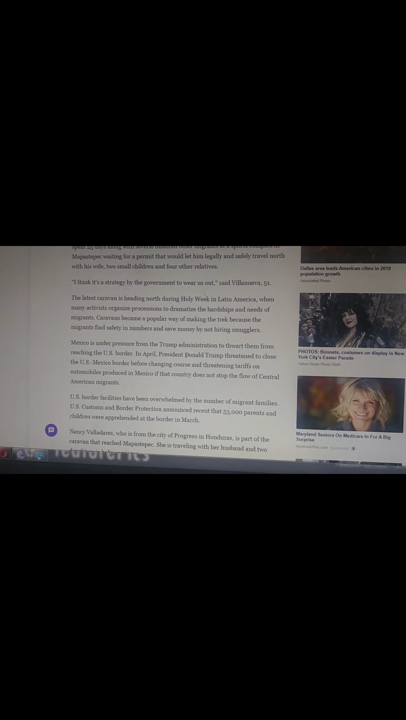 Mapastepec waiting for a permit that would let him legally and safely travel north
with his wife, two small children and four other relatives.
"I think it's a strategy by the government to wear us out," said Villanueva, 51.
The latest caravan is heading north during Holy Week in Latin America, when
many activists organize processions to dramatize the hardships and needs of
migrants. Caravans became a popular way of making the trek because the
migrants find safety in numbers and save money by not hiring smugglers.
Mexico is under pressure from the Trump administration to thwart them from
reaching the U.S. border. In April, President Donald Trump threatened to close
the U.S.-Mexico border before changing course and threatening tariffs on
automobiles produced in Mexico if that country does not stop the flow of Central
American migrants.
U.S. border facilities have been overwhelmed by the number of migrant families.
U.S. Customs and Border Protection announced recent that 53,000 parents and
children were apprehended at the border in March.
Nancy Valladares, who is from the city of Progreso in Honduras, is part of the
caravan that reached Mapastepec. She is traveling with her husband and two
Dallas area leads American cities in 2018
population growth
Associated Press
PHOTOS: Bonnets, costumes on display in New
York City's Easter Parade
Yahoo News Photo Staff
Maryland Seniors On Medicare In For A Big
Surprise